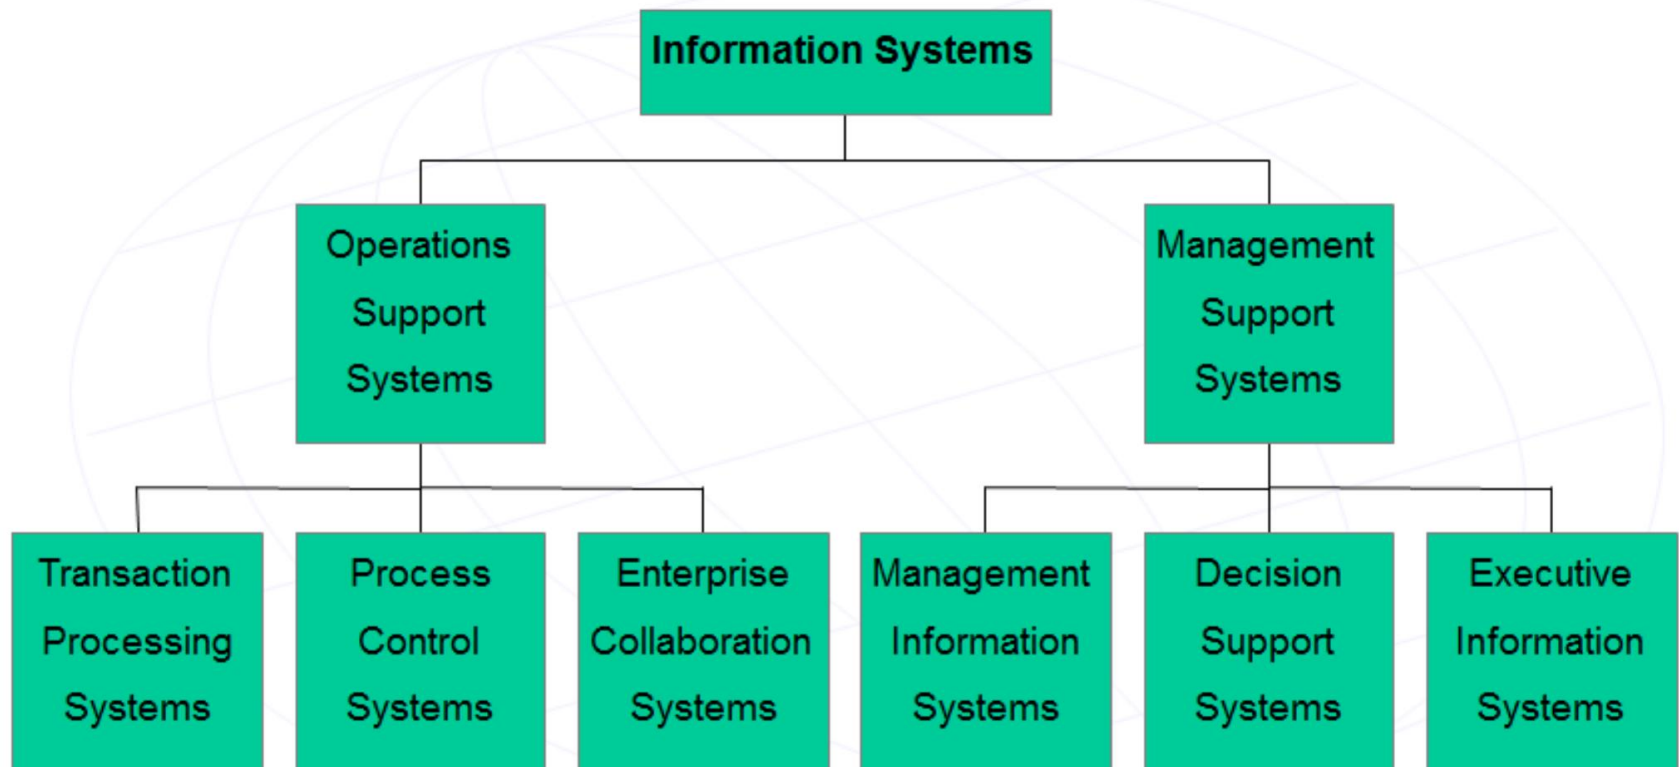 Information Systems
Operations
Support
Systems
Management
Support
Systems
Transaction
Processing
Systems
Process
Control
Systems
Enterprise
Collaboration
Systems
Management
Information
Systems
Decision
Support
Systems
Executive
Information
Systems